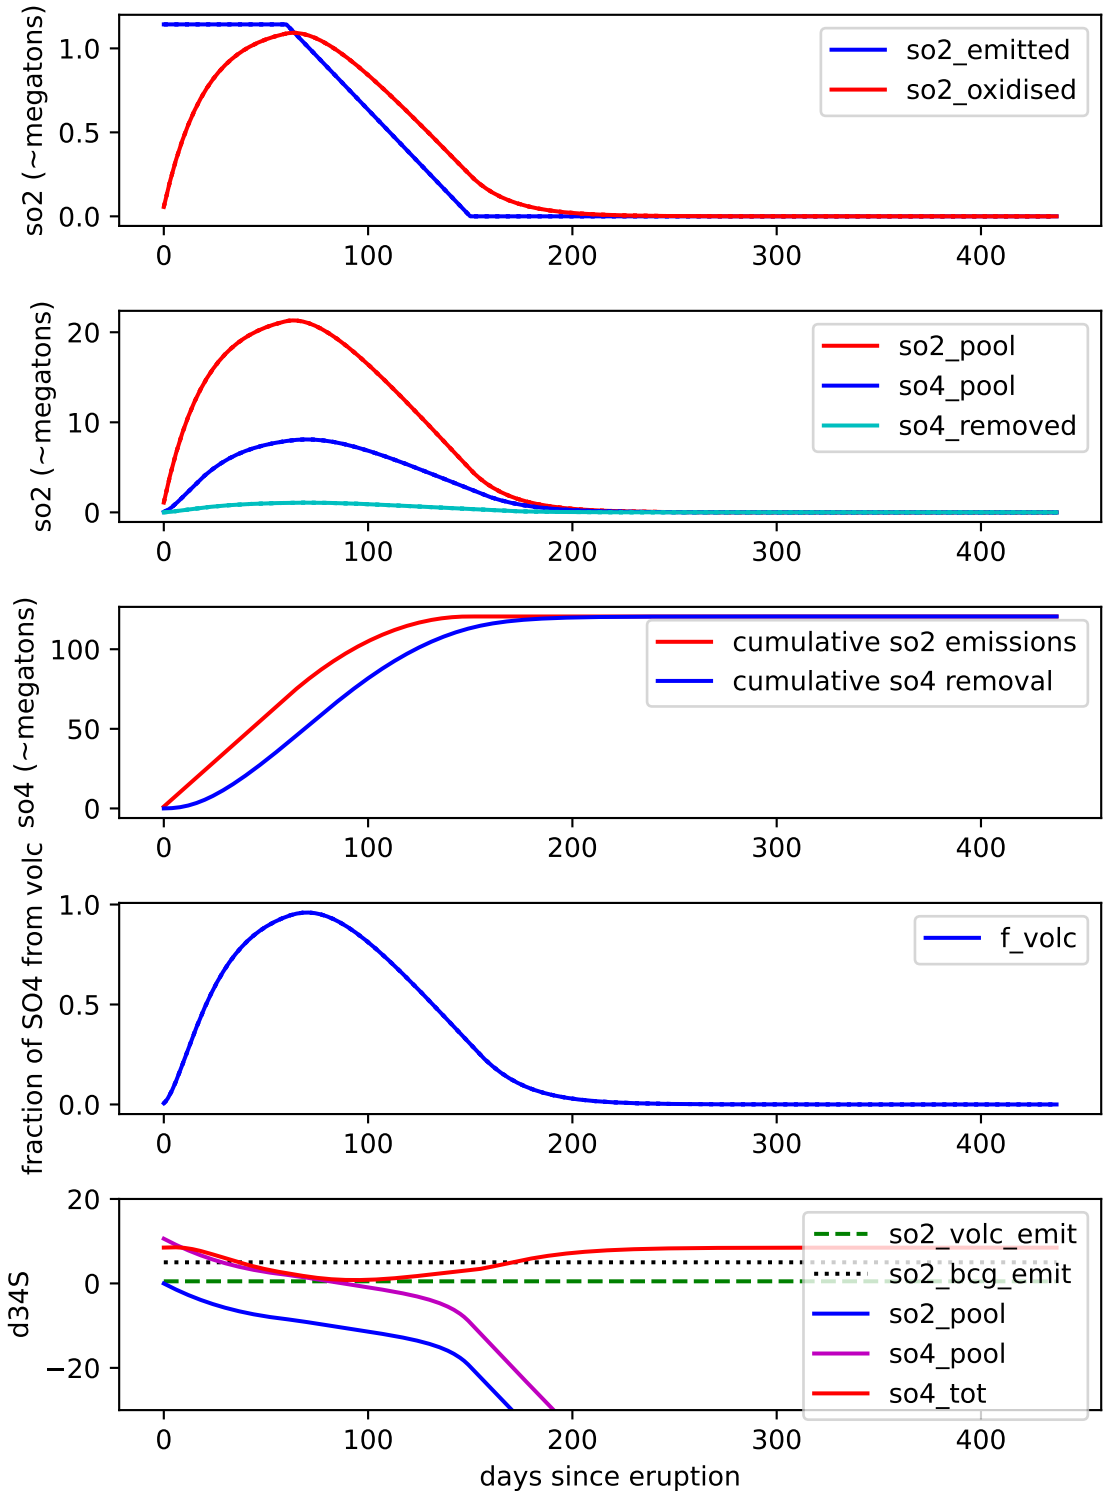 so2 (~megatons)
1.0
0.5
0.0
so2_emitted
so2_oxidised
0 100 200 300 400
so2 (~megatons)
20
10
0
so2_pool
so4_pool
so4_removed
0 100 200 300 400
so4 (~megatons)
100
50
0
cumulative so2 emissions
cumulative so4 removal
0 100 200 300 400
fraction of SO4 from volc
1.0
0.5
0.0
f_volc
0 100 200 300 400
d34S
20
0
−20
so2_volc_emit
so2_bcg_emit
so2_pool
so4_pool
so4_tot
0 100 200 300 400
days since eruption